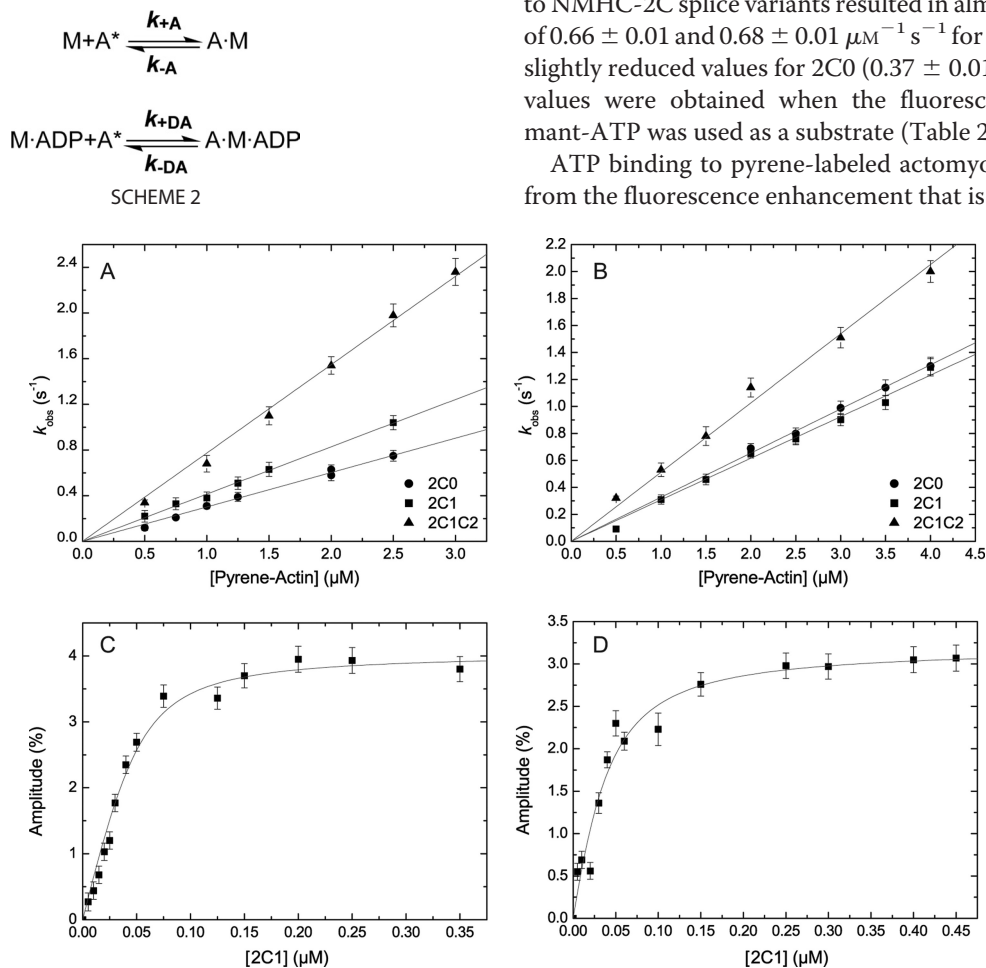 k+A
M+A* A·M
k-A
k+DA
M·ADP+A* A·M·ADP
k-DA
SCHEME 2
to NMHC-2C splice variants resulted in alm
of 0.66 ± 0.01 and 0.68 ± 0.01 μM⁻¹ s⁻¹ for
slightly reduced values for 2C0 (0.37 ± 0.01
values were obtained when the fluoresc
mant-ATP was used as a substrate (Table 2
ATP binding to pyrene-labeled actomyo
from the fluorescence enhancement that is
A
2.4
2.0
1.6
1.2
0.8
0.4
0.0
kobs (s⁻¹)
2C0
2C1
2C1C2
0.0 0.5 1.0 1.5 2.0 2.5 3.0
[Pyrene-Actin] (μM)
B
2.2
2.0
1.8
1.6
1.4
1.2
1.0
0.8
0.6
0.4
0.2
0.0
kobs (s⁻¹)
2C0
2C1
2C1C2
0.0 0.5 1.0 1.5 2.0 2.5 3.0 3.5 4.0 4.5
[Pyrene-Actin] (μM)
C
4
3
2
1
0
Amplitude (%)
0.00 0.05 0.10 0.15 0.20 0.25 0.30 0.35
[2C1] (μM)
D
3.5
3.0
2.5
2.0
1.5
1.0
0.5
0.0
Amplitude (%)
0.00 0.05 0.10 0.15 0.20 0.25 0.30 0.35 0.40 0.45
[2C1] (μM)